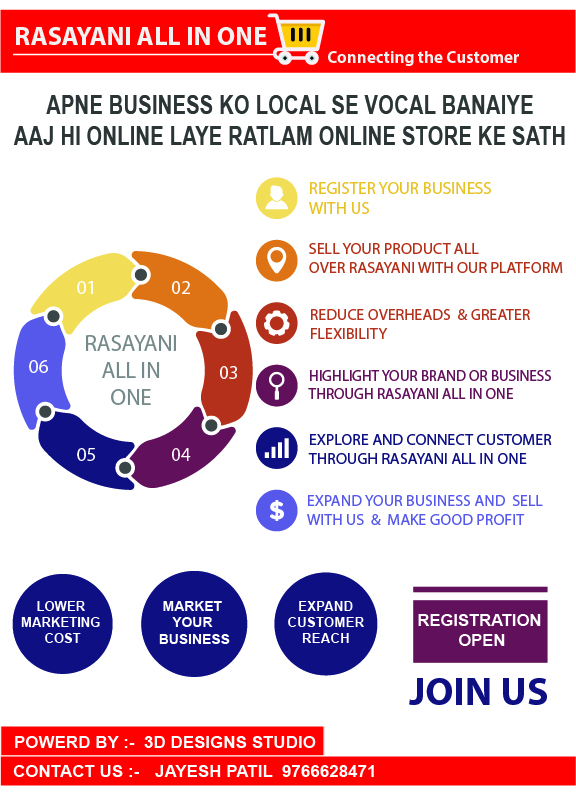 RASAYANI ALL IN ONE
Connecting the Customer
APNE BUSINESS KO LOCAL SE VOCAL BANAIYE
AAJ HI ONLINE LAYE RATLAM ONLINE STORE KE SATH
REGISTER YOUR BUSINESS
WITH US
SELL YOUR PRODUCT ALL
OVER RASAYANI WITH OUR PLATFORM
REDUCE OVERHEADS & GREATER
FLEXIBILITY
HIGHLIGHT YOUR BRAND OR BUSINESS
THROUGH RASAYANI ALL IN ONE
EXPLORE AND CONNECT CUSTOMER
THROUGH RASAYANI ALL IN ONE
$
EXPAND YOUR BUSINESS AND SELL
WITH US & MAKE GOOD PROFIT
01
02
03
04
05
06
RASAYANI
ALL IN
ONE
LOWER
MARKETING
COST
MARKET
YOUR
BUSINESS
EXPAND
CUSTOMER
REACH
REGISTRATION
OPEN
JOIN US
POWERD BY :- 3D DESIGNS STUDIO
CONTACT US :- JAYESH PATIL 9766628471